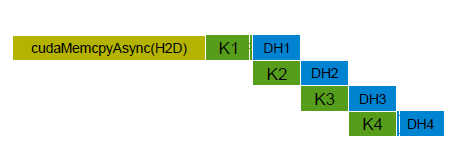 cudaMemcpyAsync(H2D) K1 DH1
K2 DH2
K3 DH3
K4 DH4